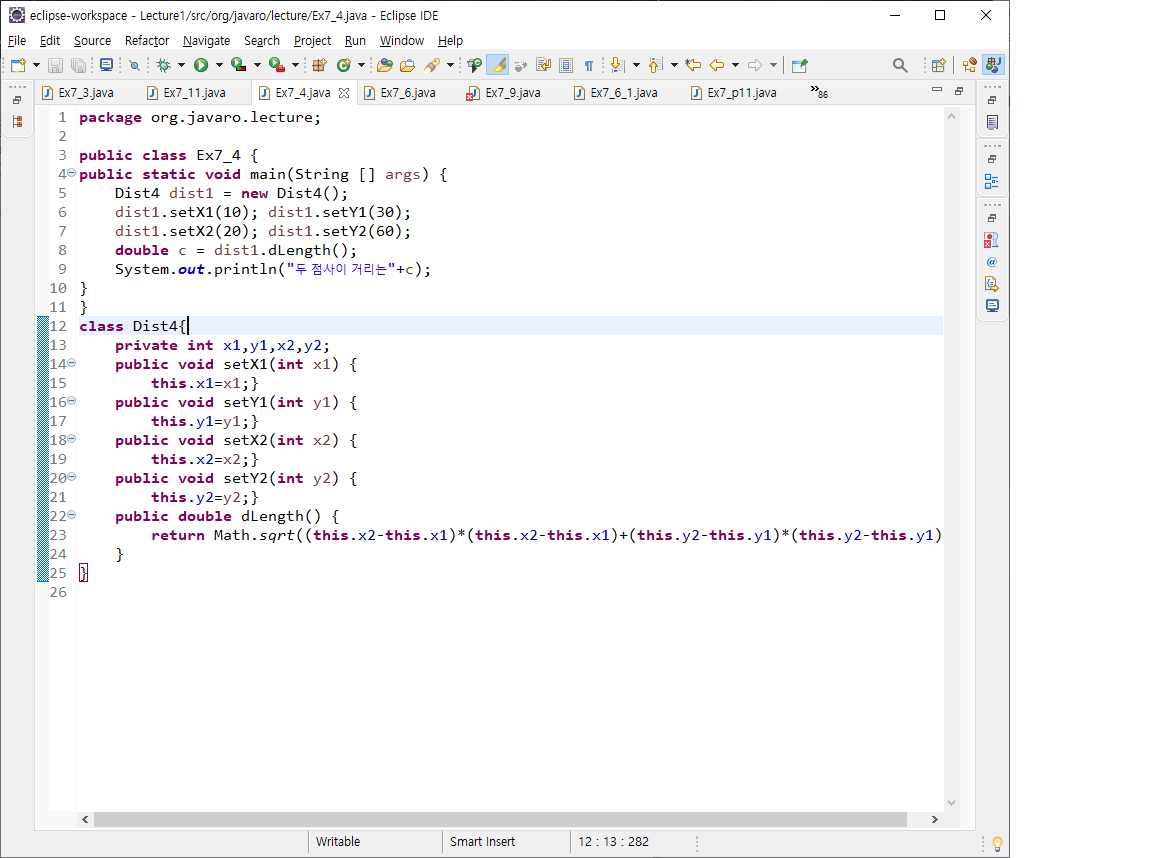 eclipse-workspace - Lecture1/src/org/javaro/lecture/Ex7_4.java - Eclipse IDE
File Edit Source Refactor Navigate Search Project Run Window Help
Ex7_3.java Ex7_11.java Ex7_4.java Ex7_6.java Ex7_9.java Ex7_6_1.java Ex7_p11.java »86
1 package org.javaro.lecture;
2
3 public class Ex7_4 {
4 public static void main(String [] args) {
5 Dist4 dist1 = new Dist4();
6 dist1.setX1(10); dist1.setY1(30);
7 dist1.setX2(20); dist1.setY2(60);
8 double c = dist1.dLength();
9 System.out.println("두 점사이 거리는"+c);
10 }
11 }
12 class Dist4{
13 private int x1,y1,x2,y2;
14 public void setX1(int x1) {
15 this.x1=x1;}
16 public void setY1(int y1) {
17 this.y1=y1;}
18 public void setX2(int x2) {
19 this.x2=x2;}
20 public void setY2(int y2) {
21 this.y2=y2;}
22 public double dLength() {
23 return Math.sqrt((this.x2-this.x1)*(this.x2-this.x1)+(this.y2-this.y1)*(this.y2-this.y1)
24 }
25 }
26
Writable Smart Insert 12 : 13 : 282